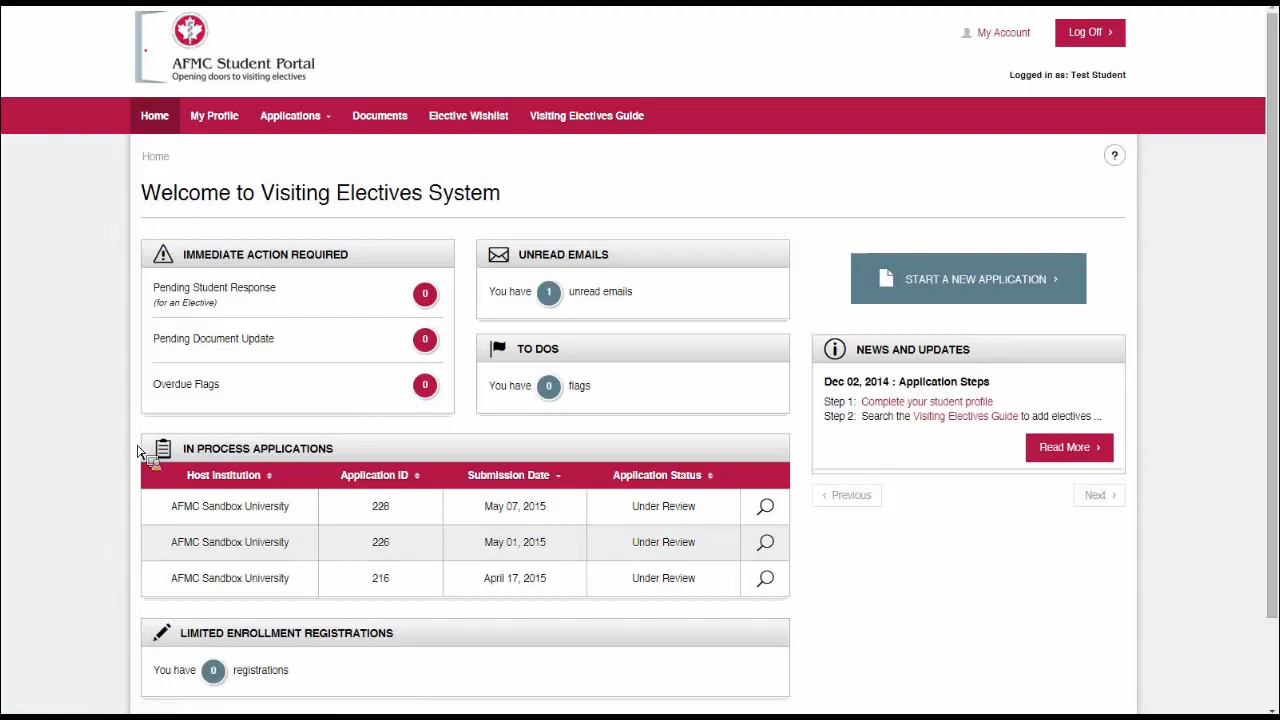 AFMC Student Portal
Opening doors to visiting electives
My Account
Log Off ›
Logged in as: Test Student
Home
My Profile
Applications
Documents
Elective Wishlist
Visiting Electives Guide
Home
?
Welcome to Visiting Electives System
IMMEDIATE ACTION REQUIRED
Pending Student Response
(for an Elective)
0
Pending Document Update
0
Overdue Flags
0
UNREAD EMAILS
You have 1 unread emails
TO DOS
You have 0 flags
START A NEW APPLICATION ›
NEWS AND UPDATES
Dec 02, 2014 : Application Steps
Step 1: Complete your student profile
Step 2: Search the Visiting Electives Guide to add electives ...
Read More ›
‹ Previous
Next ›
IN PROCESS APPLICATIONS
Host Institution Application ID Submission Date Application Status
AFMC Sandbox University 228 May 07, 2015 Under Review
AFMC Sandbox University 226 May 01, 2015 Under Review
AFMC Sandbox University 216 April 17, 2015 Under Review
LIMITED ENROLLMENT REGISTRATIONS
You have 0 registrations